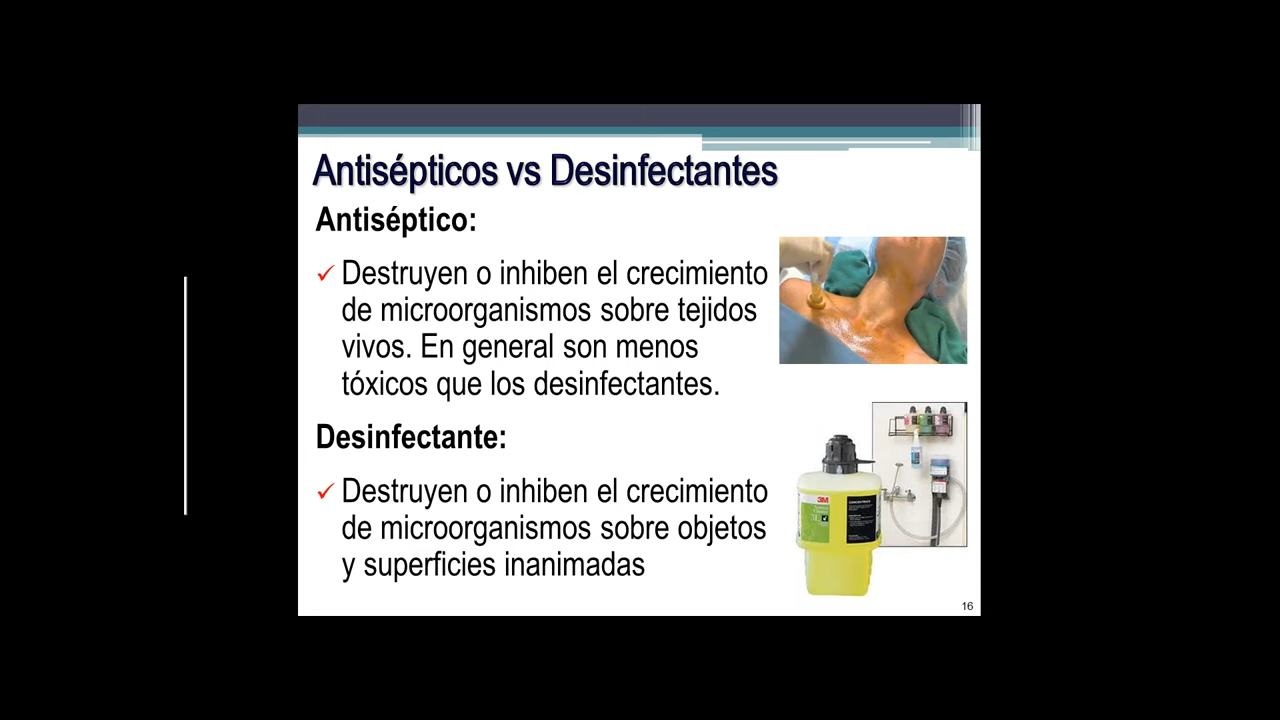 Antisépticos vs Desinfectantes
Antiséptico:
✓ Destruyen o inhiben el crecimiento
de microorganismos sobre tejidos
vivos. En general son menos
tóxicos que los desinfectantes.
Desinfectante:
✓ Destruyen o inhiben el crecimiento
de microorganismos sobre objetos
y superficies inanimadas
3M
16